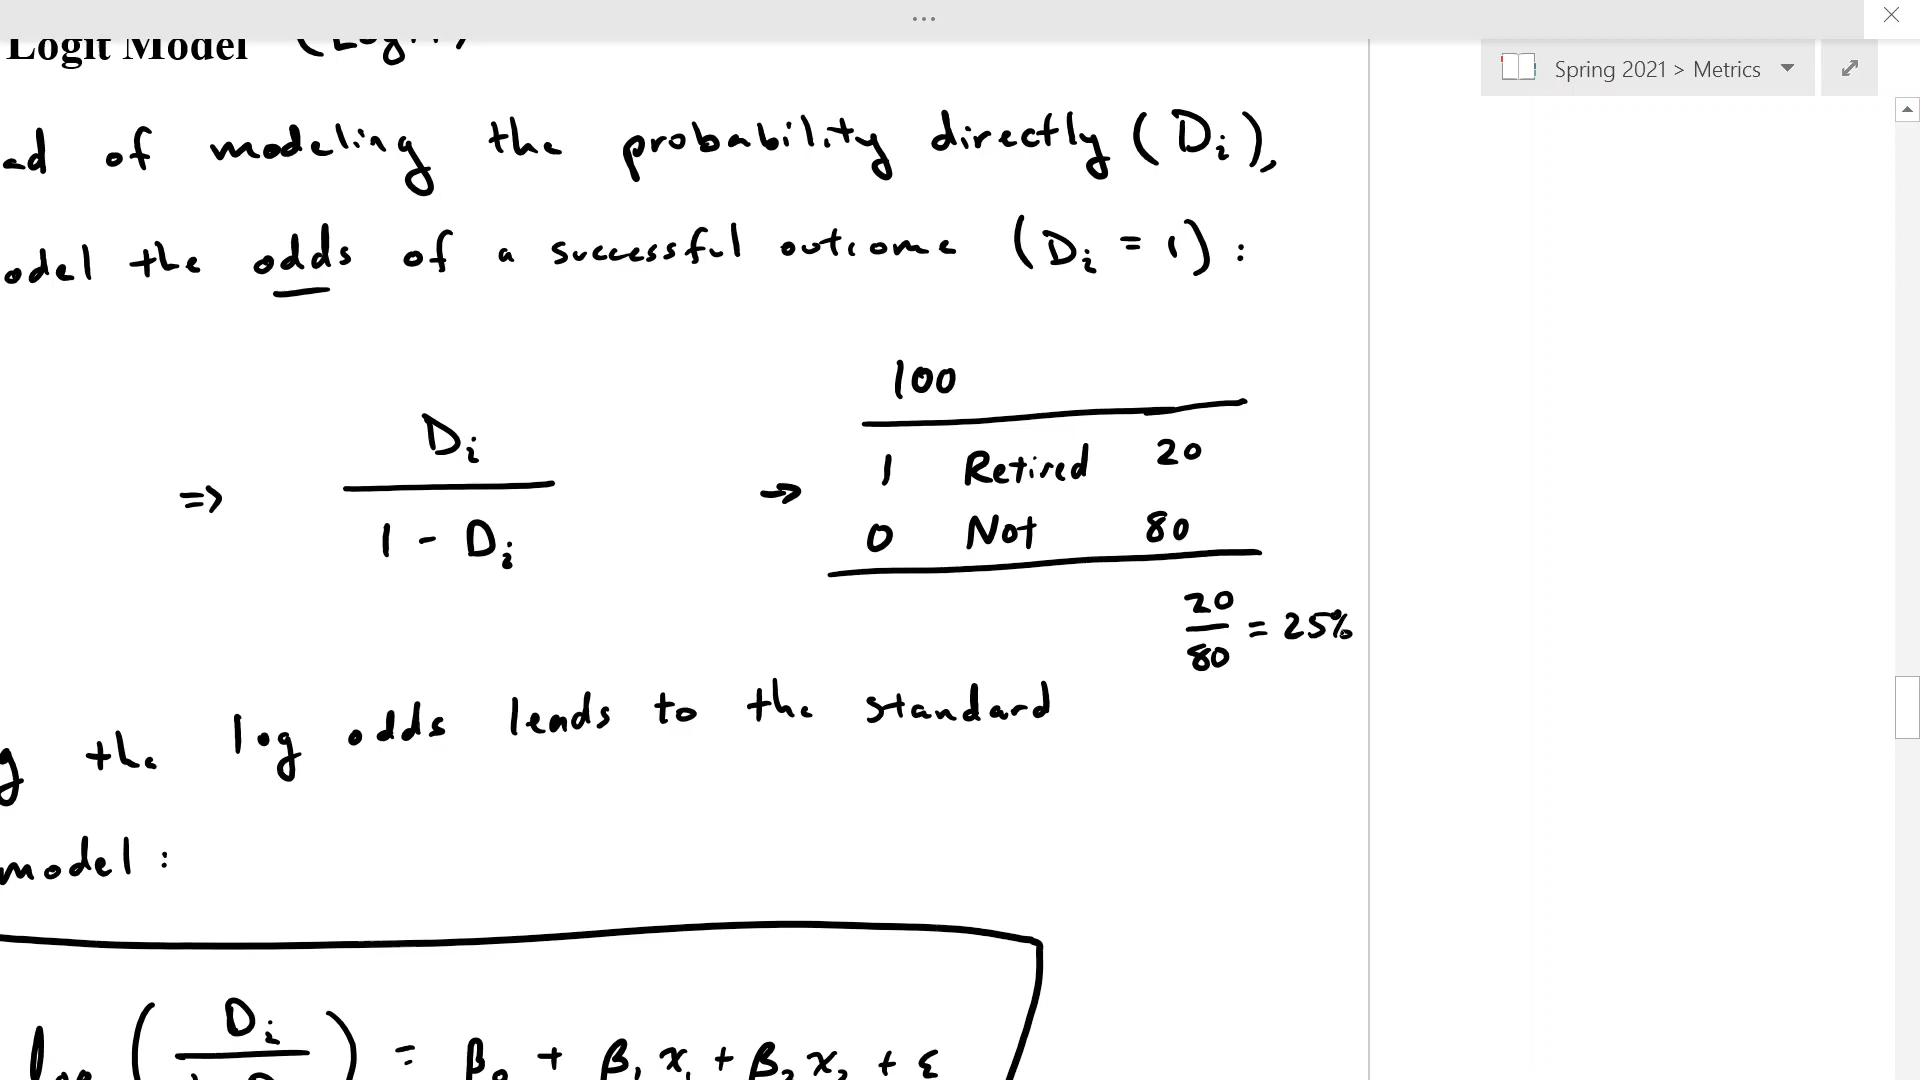 Logit Model (Logit)
Spring 2021 > Metrics
ad of modeling the probability directly (Di),
odel the odds of a successful outcome (Di = 1) :
100
=> Di / 1 - Di → 1 Retired 20
0 Not 80
20 / 80 = 25%
g the log odds leads to the standard
model :
log ( Di / ) = β0 + β1 x1 + β2 x2 + ε